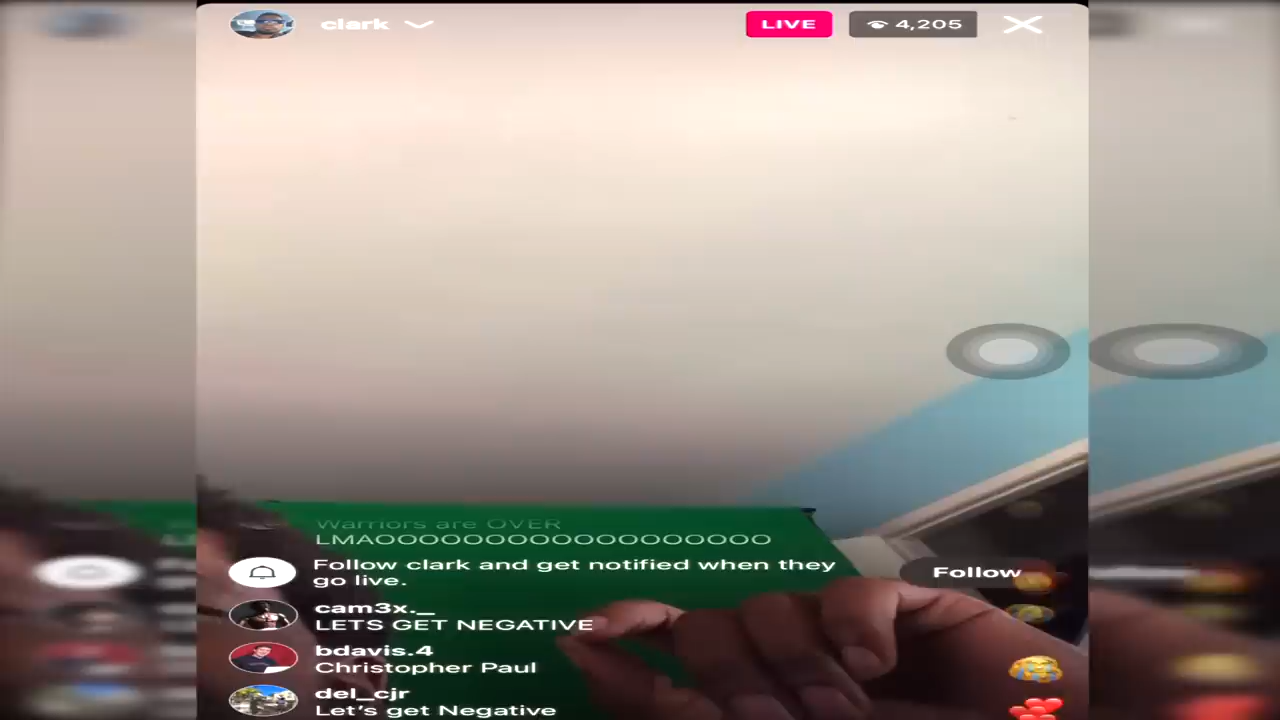 clark
LIVE
4,205
Warriors are OVER
LMAOOOOOOOOOOOOOOOOOOO
Follow clark and get notified when they
go live.
Follow
cam3x._
LETS GET NEGATIVE
bdavis.4
Christopher Paul
del_cjr
Let's get Negative